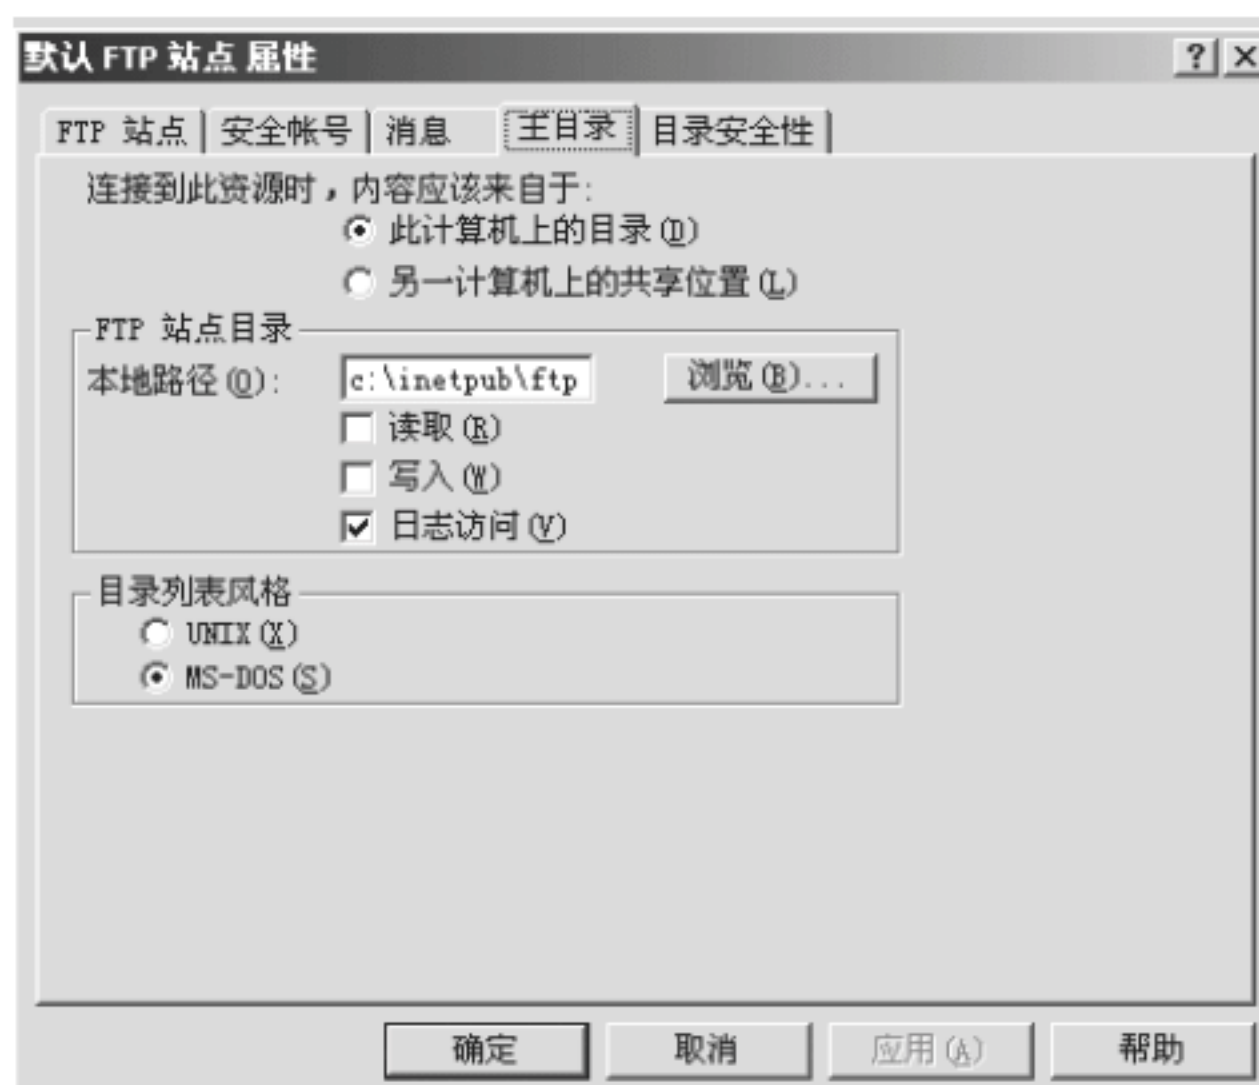 默认 FTP 站点 属性
FTP 站点 安全帐号 消息 主目录 目录安全性
连接到此资源时，内容应该来自于:
此计算机上的目录(D)
另一计算机上的共享位置(L)
FTP 站点目录
本地路径(O): c:\inetpub\ftp 浏览(B)...
读取(R)
写入(W)
日志访问(V)
目录列表风格
UNIX(X)
MS-DOS(S)
确定 取消 应用(A) 帮助